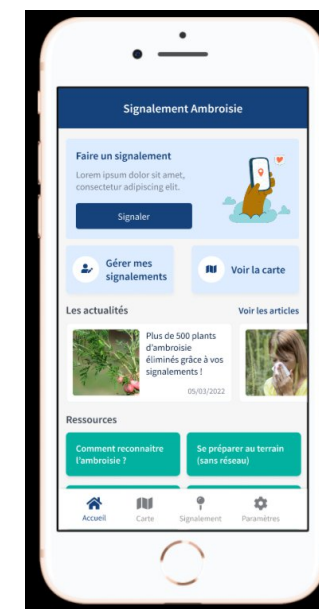 Signalement Ambroisie
Faire un signalement
Lorem ipsum dolor sit amet,
consectetur adipiscing elit.
Signaler
Gérer mes
signalements
Voir la carte
Les actualités
Voir les articles
Plus de 500 plants
d'ambroisie
éliminés grâce à vos
signalements !
05/03/2022
Ressources
Comment reconnaitre
l'ambroisie ?
Se préparer au terrain
(sans réseau)
Accueil
Carte
Signalement
Paramètres